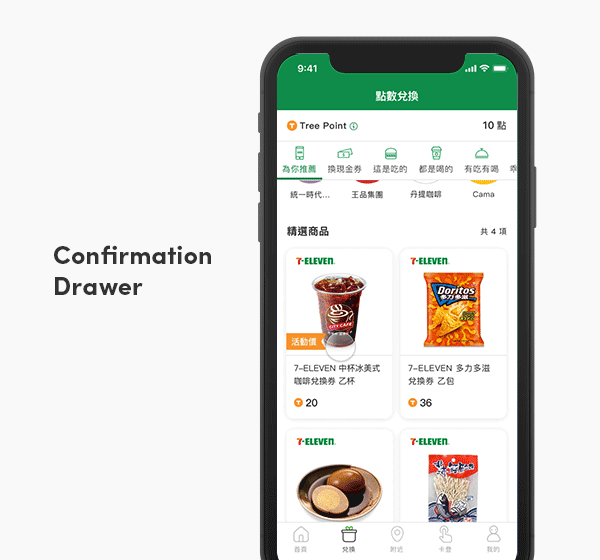 Confirmation
Drawer
9:41
點數兌換
Tree Point
10 點
為你推薦
換現金券
這是吃的
都是喝的
有吃有喝
乖
統一時代...
王品集團
丹提咖啡
Cama
精選商品
共 4 項
7-ELEVEN
CITY CAFE
活動價
7-ELEVEN 中杯冰美式
咖啡兌換券 乙杯
20
7-ELEVEN
Doritos
多力多滋
7-ELEVEN 多力多滋
兌換券 乙包
36
7-ELEVEN
7-ELEVEN
首頁
兌換
附近
卡登
我的